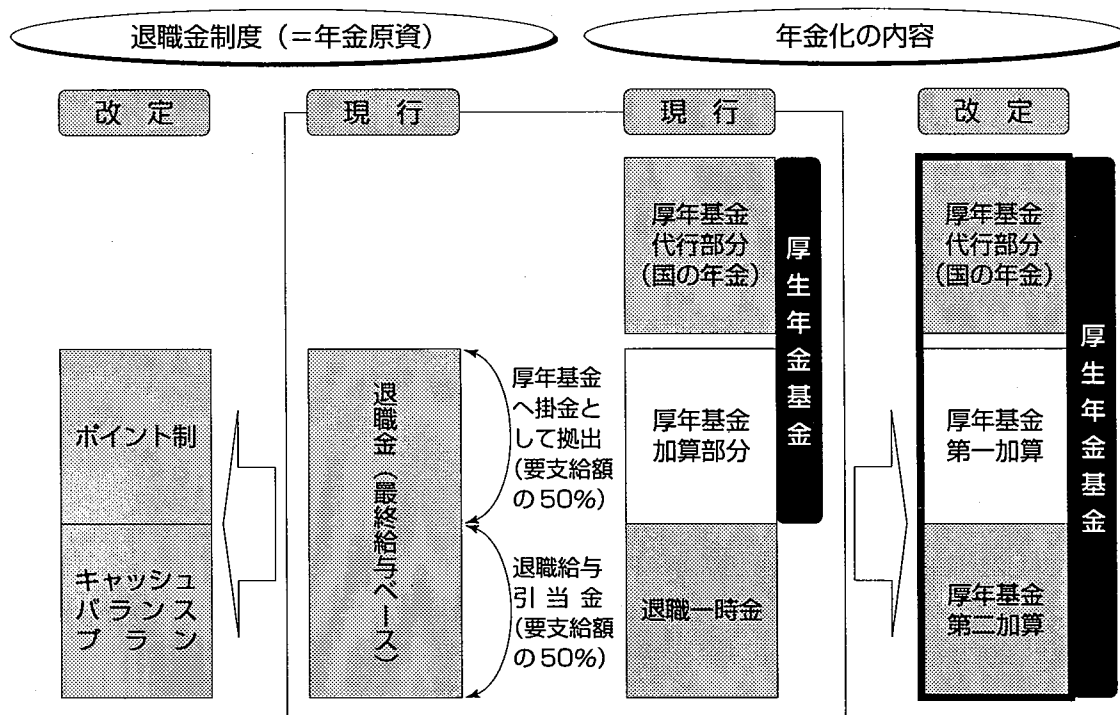 退職金制度（＝年金原資）
年金化の内容
改定
現行
現行
改定
ポイント制
キャッシュ
バランス
プラン
退職金（最終給与ベース）
厚年基金
へ掛金と
して拠出
（要支給額
の50%）
退職給与
引当金
（要支給額
の50%）
厚年基金
代行部分
（国の年金）
厚年基金
加算部分
退職一時金
厚生年金基金
厚年基金
代行部分
（国の年金）
厚年基金
第一加算
厚年基金
第二加算
厚生年金基金